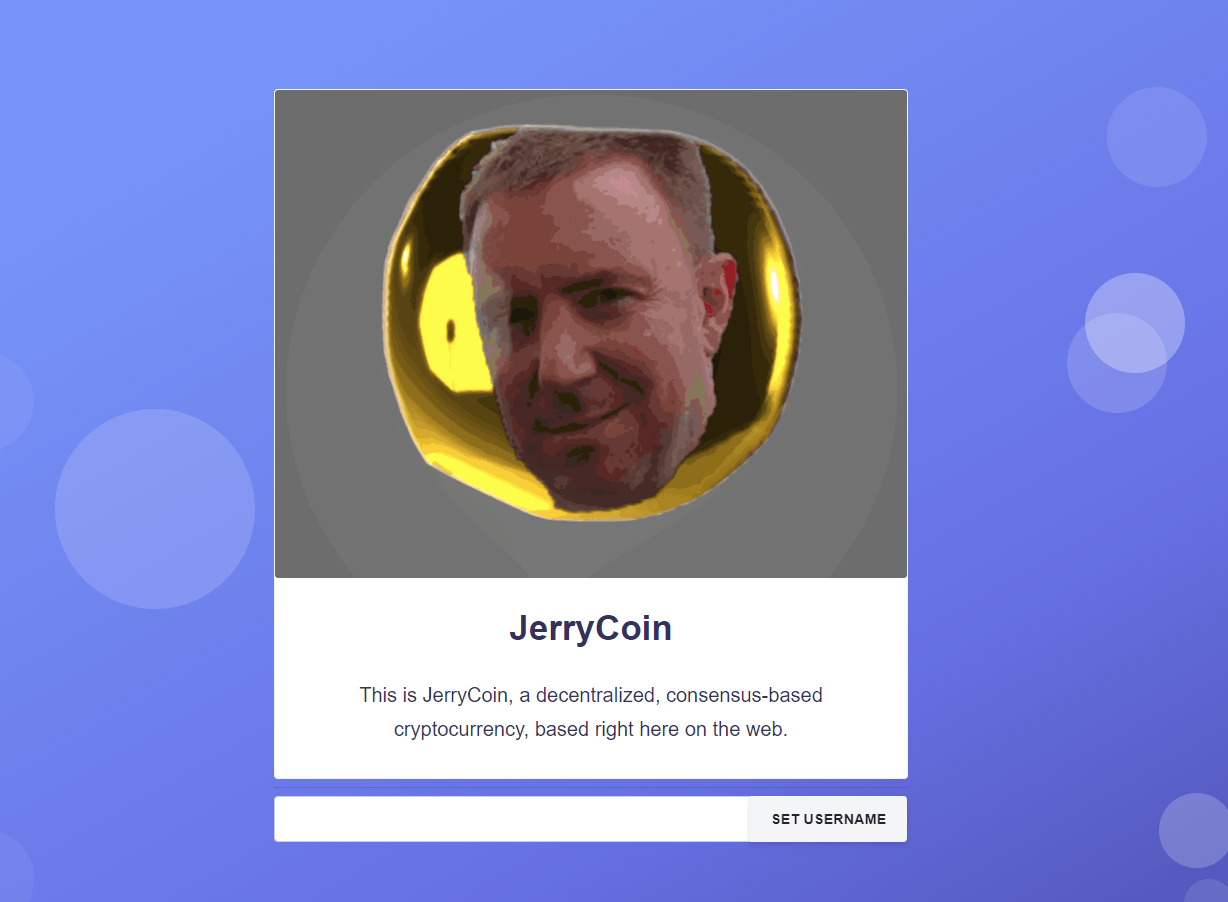 JerryCoin
This is JerryCoin, a decentralized, consensus-based
cryptocurrency, based right here on the web.
SET USERNAME